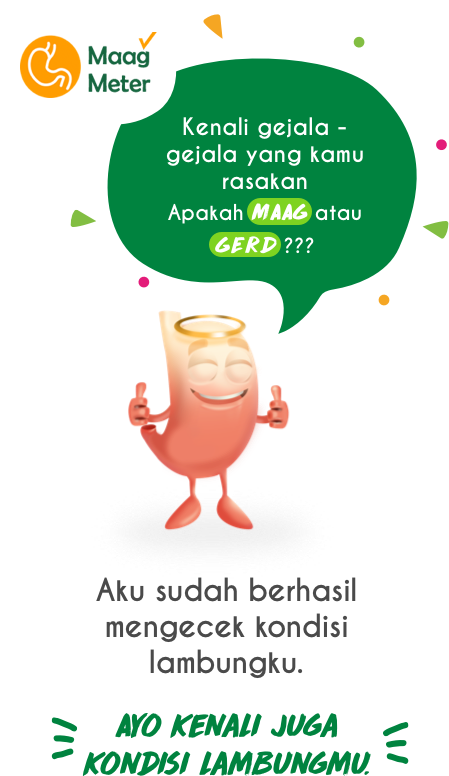 Maag
Meter
Kenali gejala -
gejala yang kamu
rasakan
Apakah MAAG atau
GERD ???
Aku sudah berhasil
mengecek kondisi
lambungku.
AYO KENALI JUGA
KONDISI LAMBUNGMU.